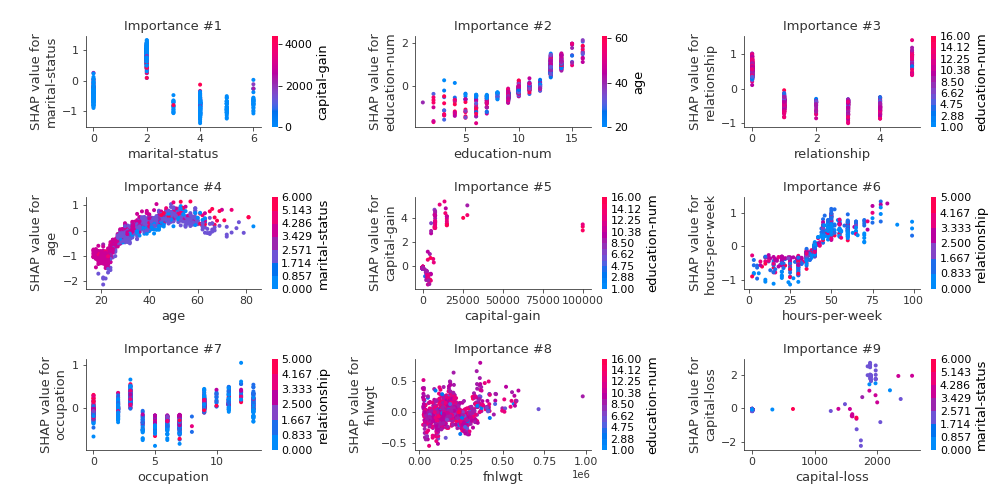 Importance #1
SHAP value for
marital-status
1
0
−1
0
2
4
6
marital-status
4000
2000
0
capital-gain
Importance #2
SHAP value for
education-num
2
0
5
10
15
education-num
60
40
20
age
Importance #3
SHAP value for
relationship
1
0
−1
0
2
4
relationship
16.00
14.12
12.25
10.38
8.50
6.62
4.75
2.88
1.00
education-num
Importance #4
SHAP value for
age
1
0
−1
−2
20
40
60
80
age
6.000
5.143
4.286
3.429
2.571
1.714
0.857
0.000
marital-status
Importance #5
SHAP value for
capital-gain
4
2
0
0
25000
50000
75000
100000
capital-gain
16.00
14.12
12.25
10.38
8.50
6.62
4.75
2.88
1.00
education-num
Importance #6
SHAP value for
hours-per-week
1
0
−1
0
25
50
75
100
hours-per-week
5.000
4.167
3.333
2.500
1.667
0.833
0.000
relationship
Importance #7
SHAP value for
occupation
1
0
0
5
10
occupation
5.000
4.167
3.333
2.500
1.667
0.833
0.000
relationship
Importance #8
SHAP value for
fnlwgt
0.5
0.0
−0.5
0.00
0.25
0.50
0.75
1.00
1e6
fnlwgt
16.00
14.12
12.25
10.38
8.50
6.62
4.75
2.88
1.00
education-num
Importance #9
SHAP value for
capital-loss
2
0
−2
0
1000
2000
capital-loss
6.000
5.143
4.286
3.429
2.571
1.714
0.857
0.000
marital-status